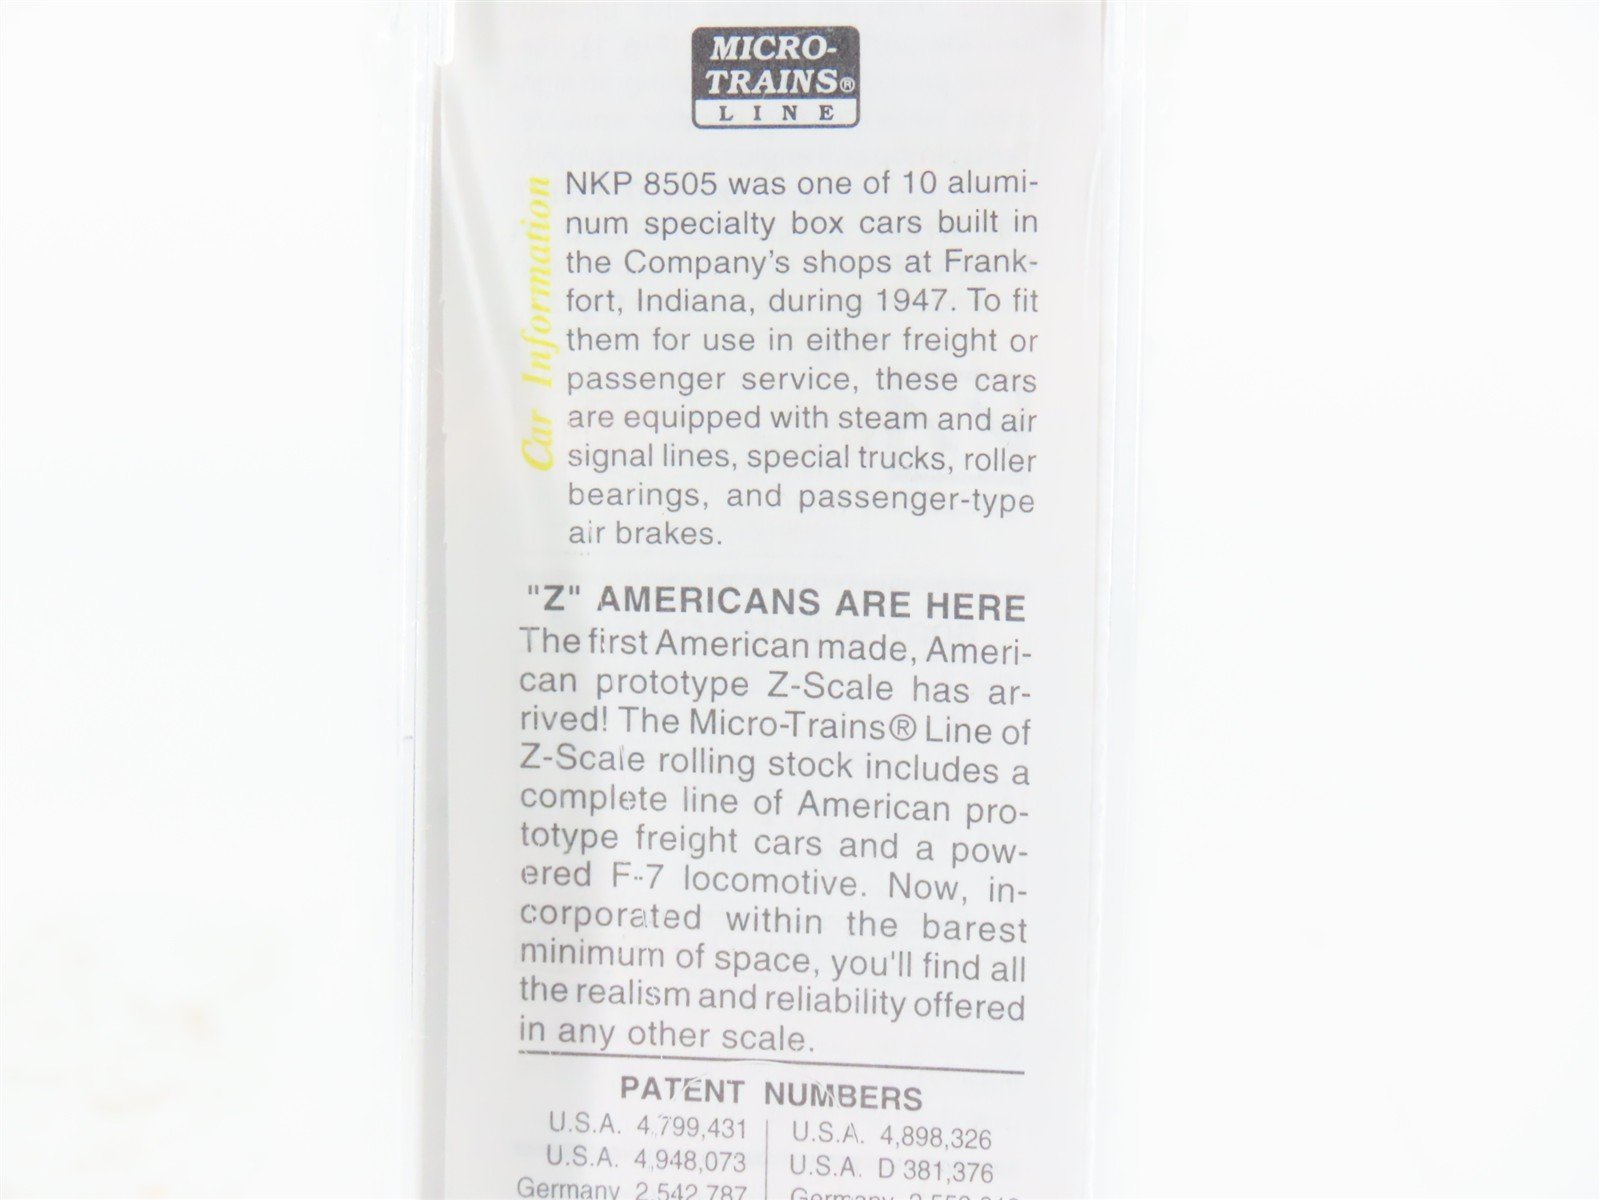 MICRO-
TRAINS®
LINE
Car Information
NKP 8505 was one of 10 alumi-
num specialty box cars built in
the Company's shops at Frank-
fort, Indiana, during 1947. To fit
them for use in either freight or
passenger service, these cars
are equipped with steam and air
signal lines, special trucks, roller
bearings, and passenger-type
air brakes.
"Z" AMERICANS ARE HERE
The first American made, Ameri-
can prototype Z-Scale has ar-
rived! The Micro-Trains® Line of
Z-Scale rolling stock includes a
complete line of American pro-
totype freight cars and a pow-
ered F-7 locomotive. Now, in-
corporated within the barest
minimum of space, you'll find all
the realism and reliability offered
in any other scale.
PATENT NUMBERS
U.S.A. 4,799,431
U.S.A. 4,898,326
U.S.A. 4,948,073
U.S.A. D 381,376
Germany 2,542,787
Germany